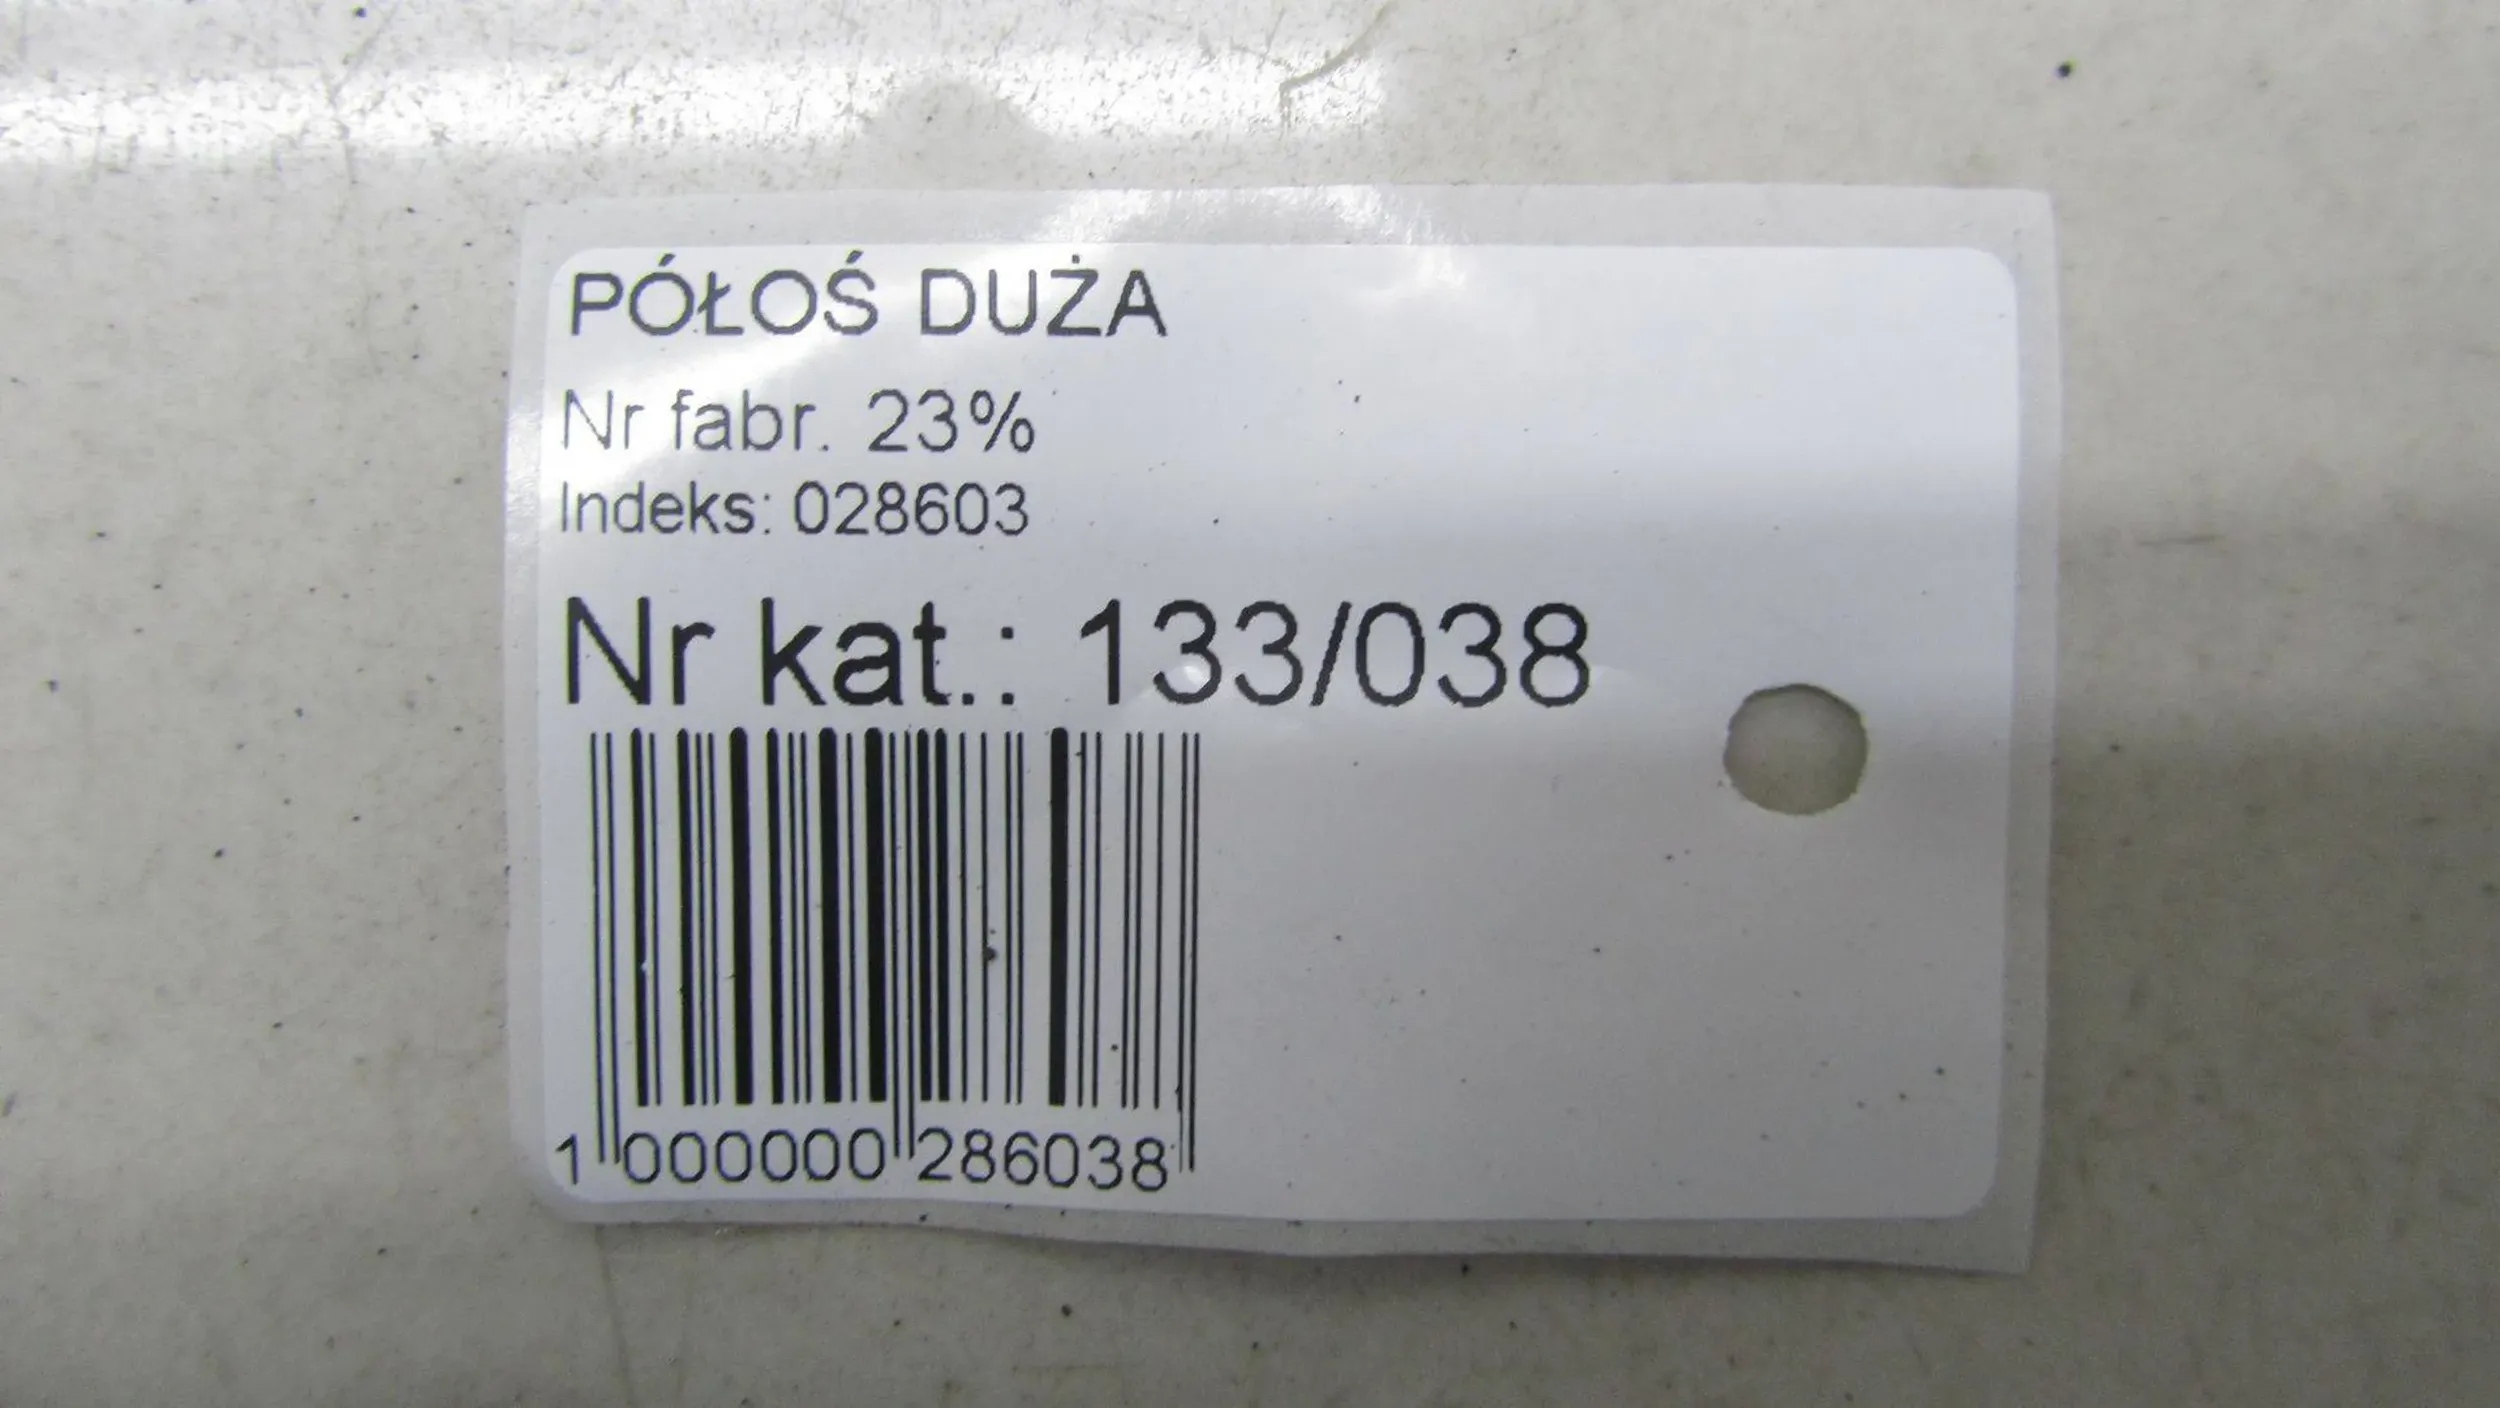 PÓŁOŚ DUŻA
Nr fabr. 23%
Indeks: 028603
Nr kat.: 133/038
1 000000 286038